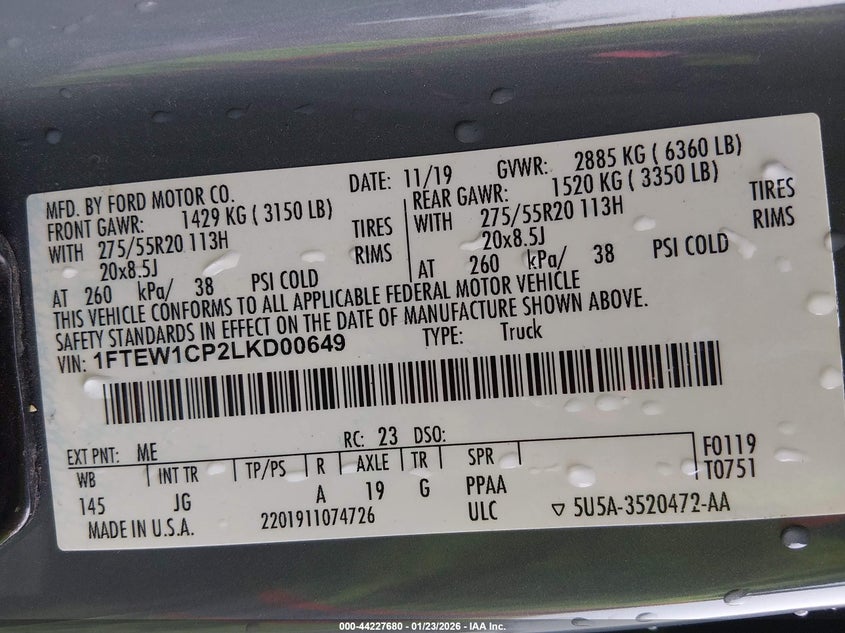 MFD. BY FORD MOTOR CO. DATE: 11/19 GVWR: 2885 KG ( 6360 LB)
FRONT GAWR: 1429 KG ( 3150 LB) REAR GAWR: 1520 KG ( 3350 LB)
WITH 275/55R20 113H TIRES WITH 275/55R20 113H TIRES
20x8.5J RIMS 20x8.5J RIMS
AT 260 kPa/ 38 PSI COLD AT 260 kPa/ 38 PSI COLD
THIS VEHICLE CONFORMS TO ALL APPLICABLE FEDERAL MOTOR VEHICLE
SAFETY STANDARDS IN EFFECT ON THE DATE OF MANUFACTURE SHOWN ABOVE.
VIN: 1FTEW1CP2LKD00649 TYPE: Truck
EXT PNT: ME RC: 23 DSO:
WB INT TR TP/PS R AXLE TR SPR F0119
145 JG A 19 G PPAA T0751
MADE IN U.S.A. 2201911074726 ULC 5U5A-3520472-AA
000-44227680 - 01/23/2026 - IAA Inc.